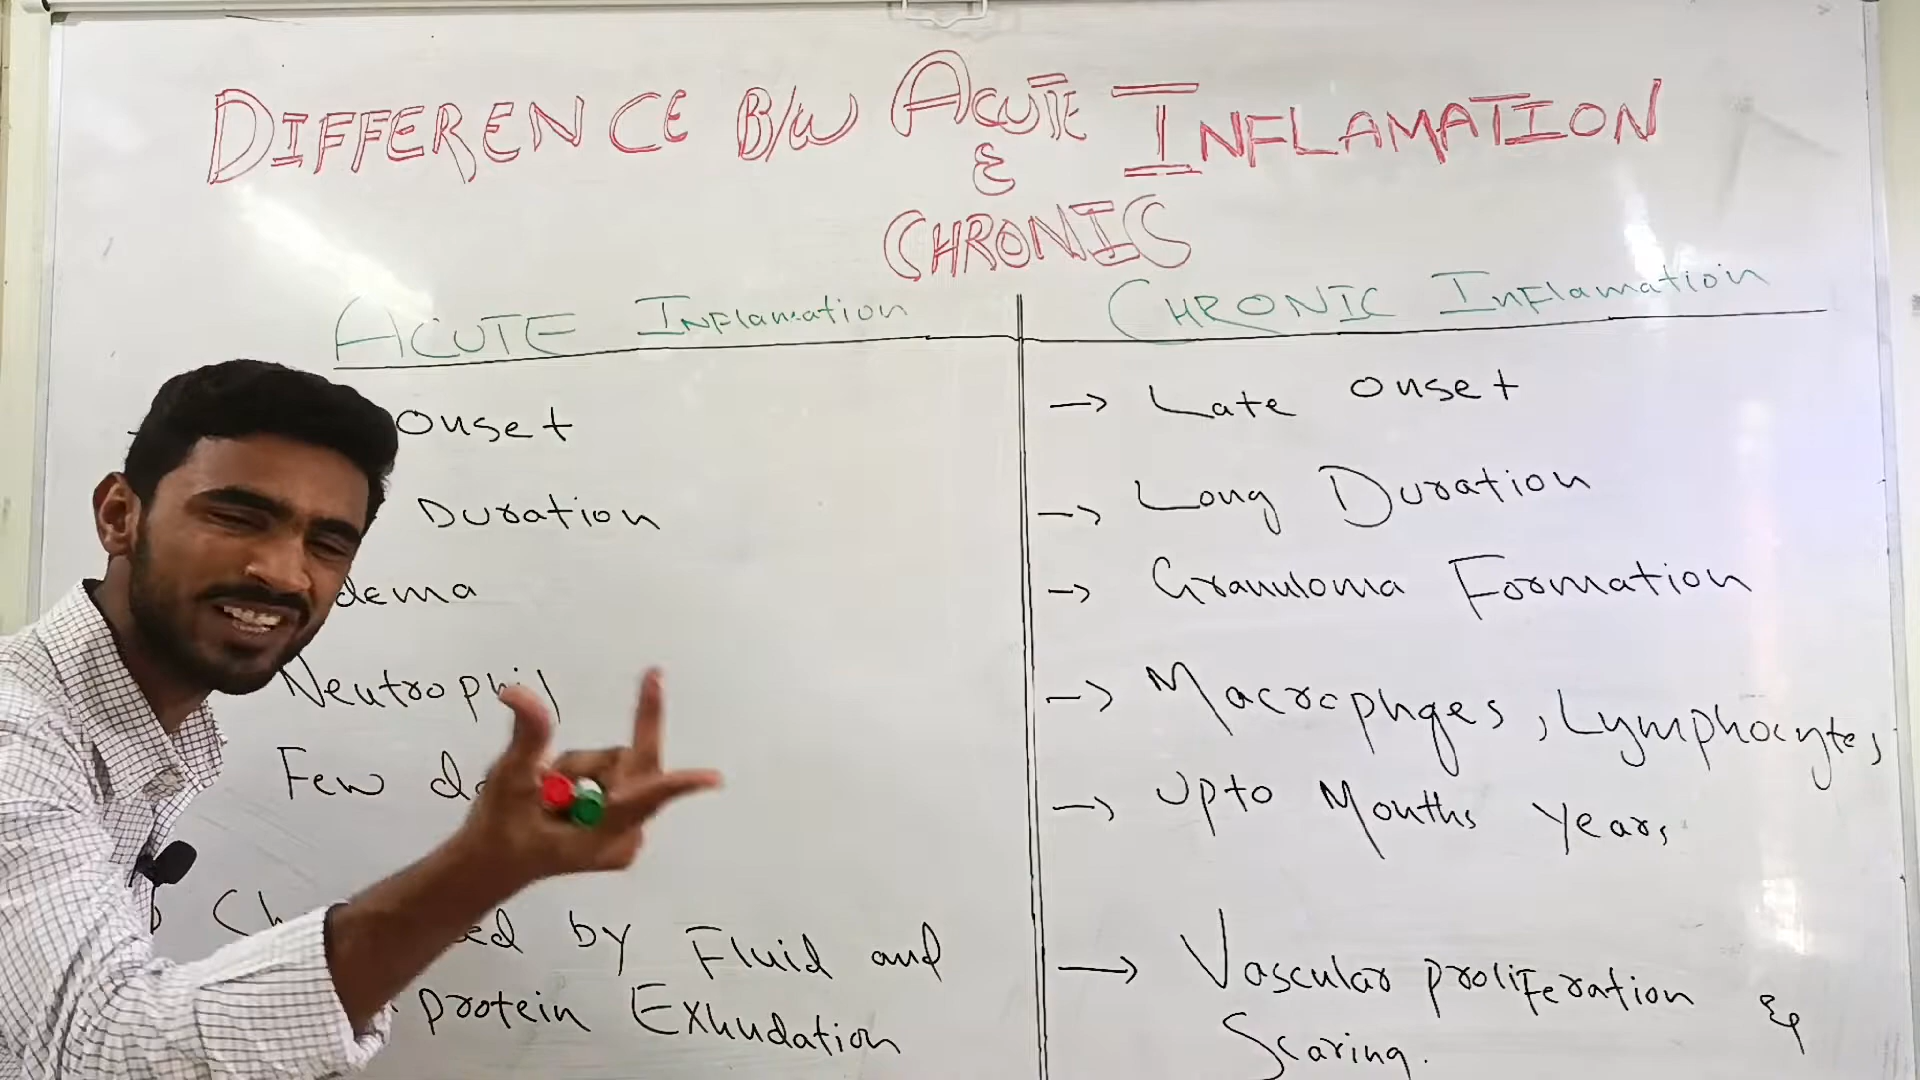 DIFFERENCE B/W ACUTE INFLAMATION
&
CHRONIC
ACUTE INFlamation
CHRONIC InFlamation
Onset
→ Late onset
Duration
→ Long Duration
dema
→ Granuloma Formation
Neutrophil
→ Macrophges, Lymphocytes
Few
→ Upto Months Years
by Fluid and
protein Exhudation
→ Vascular proliferation &
Scaring.